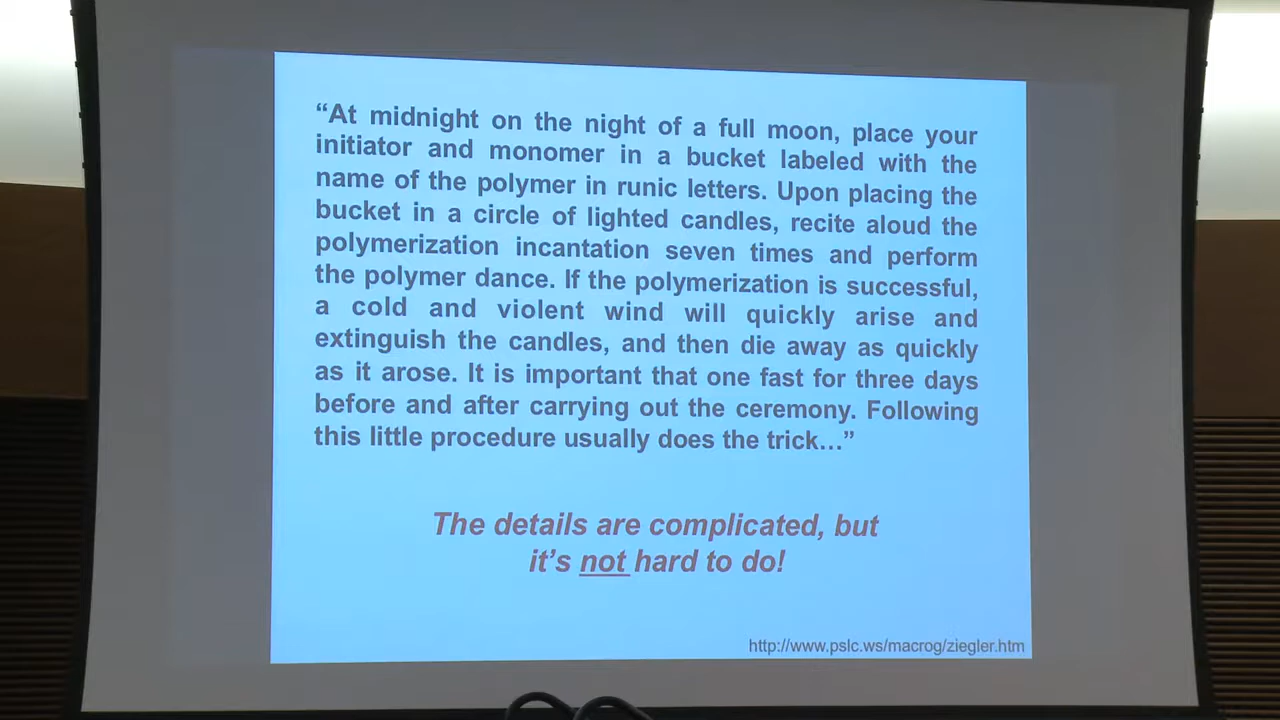 “At midnight on the night of a full moon, place your
initiator and monomer in a bucket labeled with the
name of the polymer in runic letters. Upon placing the
bucket in a circle of lighted candles, recite aloud the
polymerization incantation seven times and perform
the polymer dance. If the polymerization is successful,
a cold and violent wind will quickly arise and
extinguish the candles, and then die away as quickly
as it arose. It is important that one fast for three days
before and after carrying out the ceremony. Following
this little procedure usually does the trick…”
The details are complicated, but
it’s not hard to do!
http://www.pslc.ws/macrog/ziegler.htm